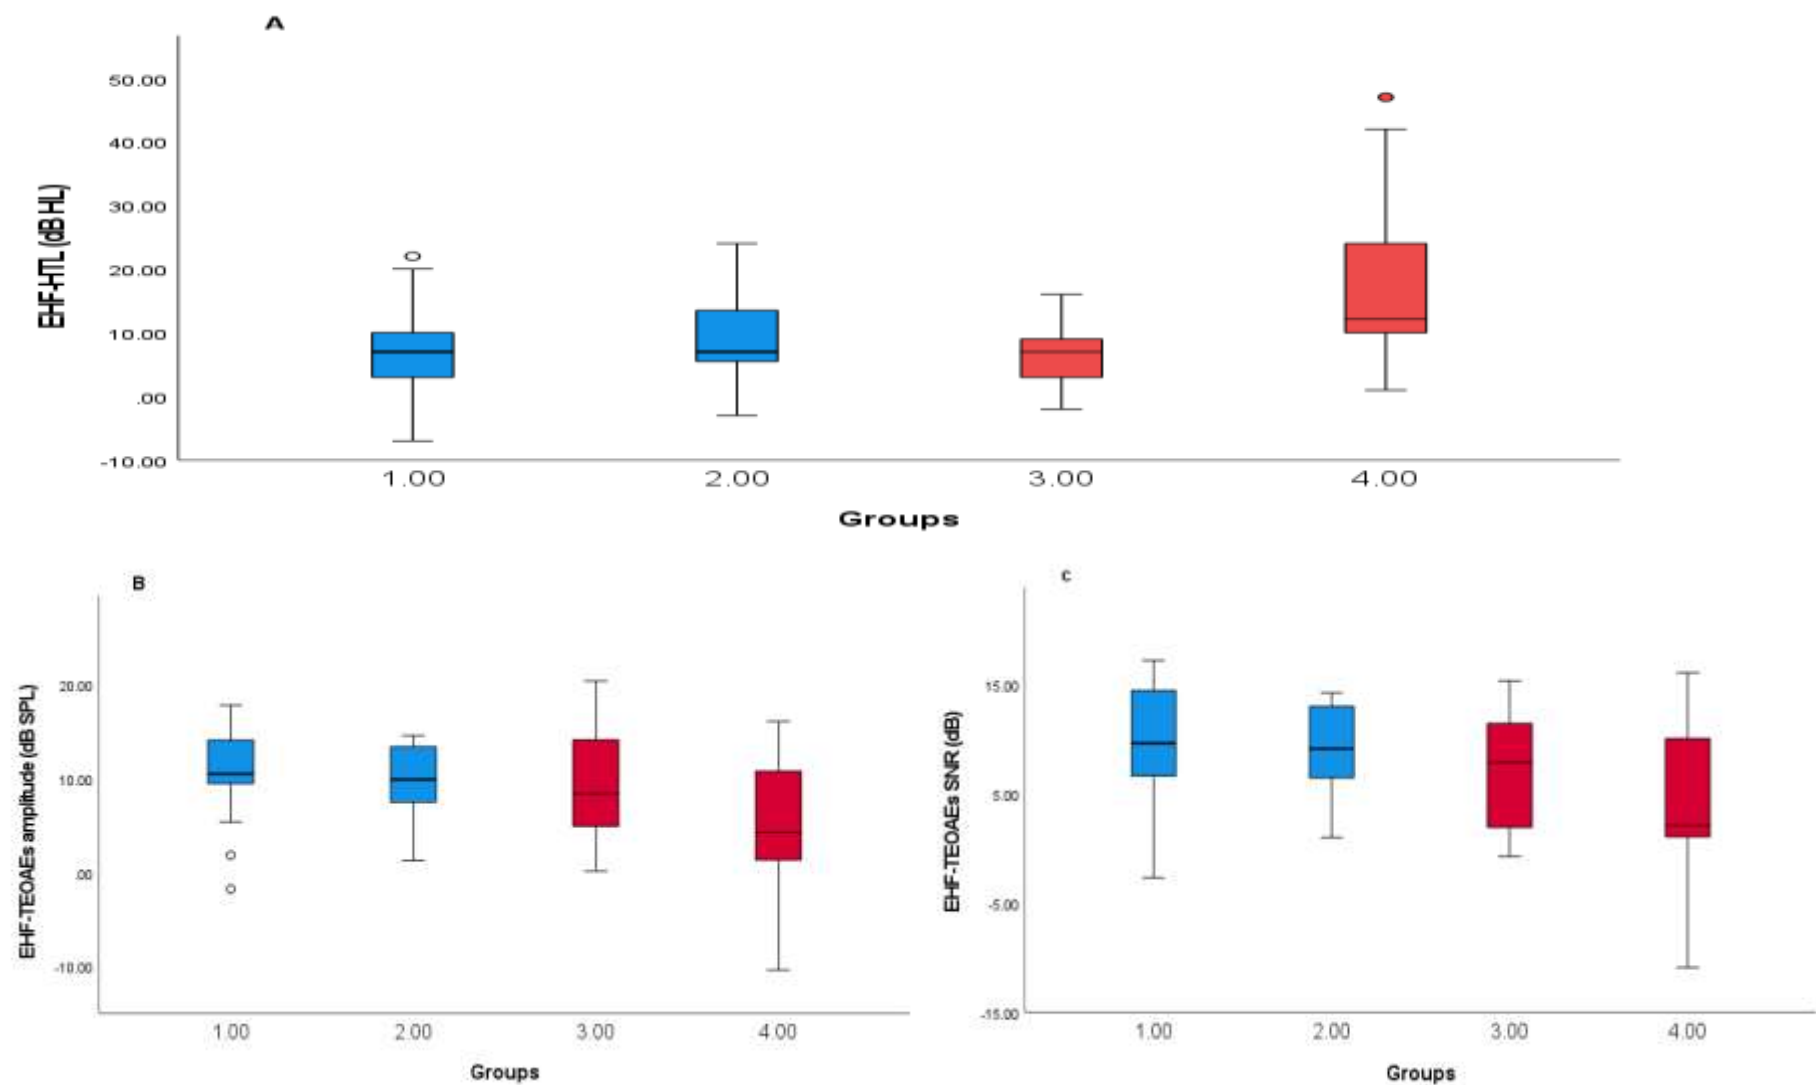 A
EHF-HTL (dB HL)
50.00
40.00
30.00
20.00
10.00
.00
-10.00
1.00 2.00 3.00 4.00
Groups
B
EHF-TEOAEs amplitude (dB SPL)
20.00
10.00
.00
-10.00
1.00 2.00 3.00 4.00
Groups
c
EHF-TEOAEs SNR (dB)
15.00
5.00
-5.00
-15.00
1.00 2.00 3.00 4.00
Groups